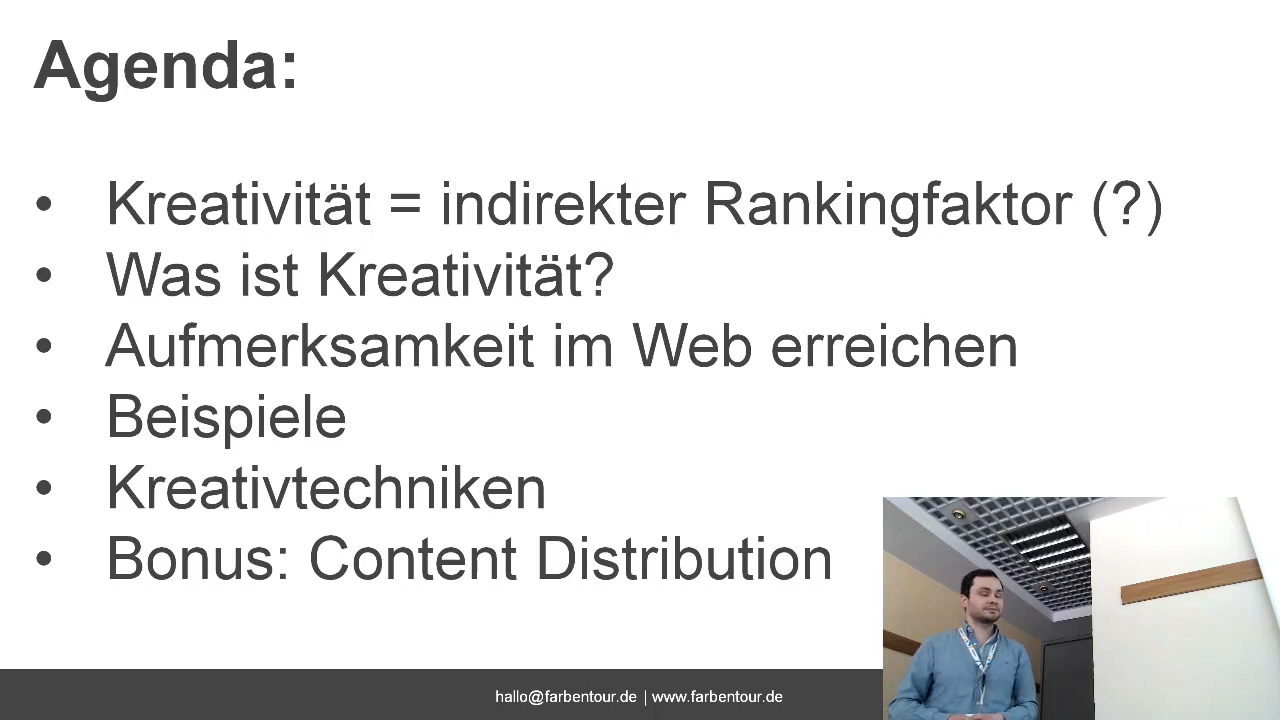 Agenda:
• Kreativität = indirekter Rankingfaktor (?)
• Was ist Kreativität?
• Aufmerksamkeit im Web erreichen
• Beispiele
• Kreativtechniken
• Bonus: Content Distribution
hallo@farbentour.de | www.farbentour.de